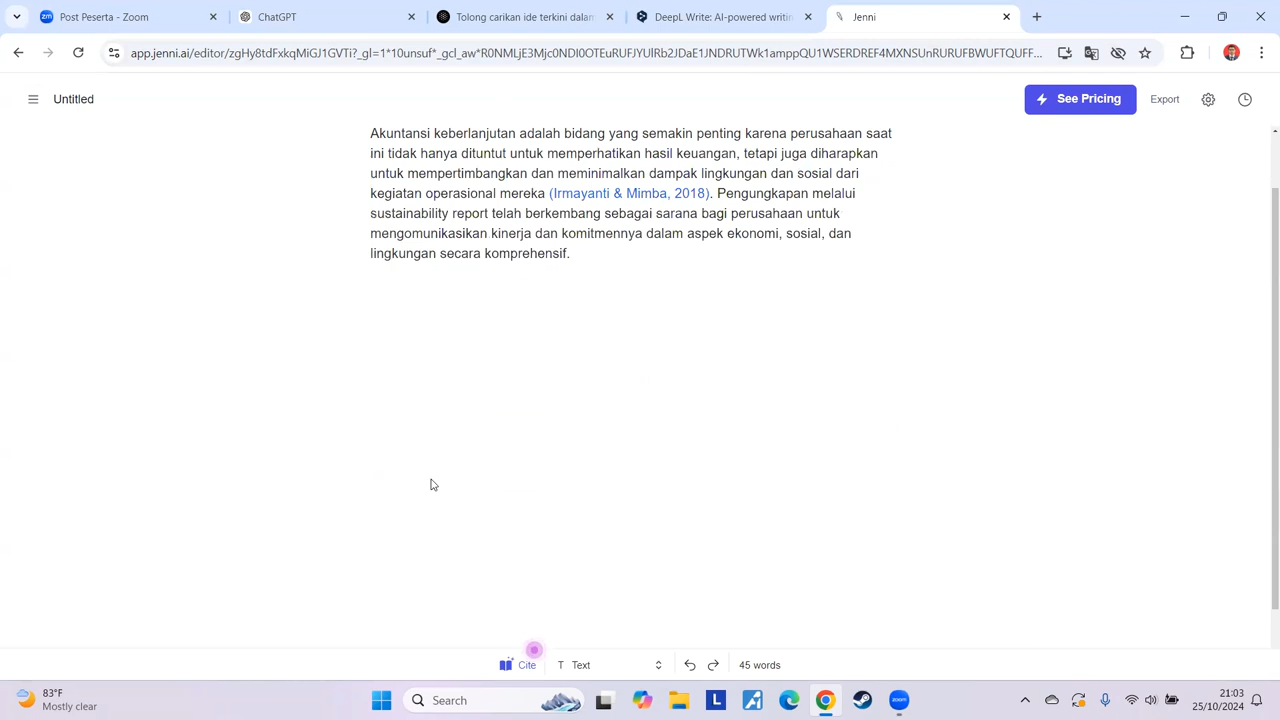 Post Peserta - Zoom
ChatGPT
Tolong carikan ide terkini dalam
DeepL Write: AI-powered writin
Jenni
app.jenni.ai/editor/zgHy8tdFxkqMiGJ1GVTi?_gl=1*10unsuf*_gcl_aw*
Untitled
See Pricing
Export
Akuntansi keberlanjutan adalah bidang yang semakin penting karena perusahaan saat
ini tidak hanya dituntut untuk memperhatikan hasil keuangan, tetapi juga diharapkan
untuk mempertimbangkan dan meminimalkan dampak lingkungan dan sosial dari
kegiatan operasional mereka (Irmayanti & Mimba, 2018). Pengungkapan melalui
sustainability report telah berkembang sebagai sarana bagi perusahaan untuk
mengomunikasikan kinerja dan komitmennya dalam aspek ekonomi, sosial, dan
lingkungan secara komprehensif.
Cite
T Text
45 words
83°F
Mostly clear
Search
L
zoom
21:03
25/10/2024